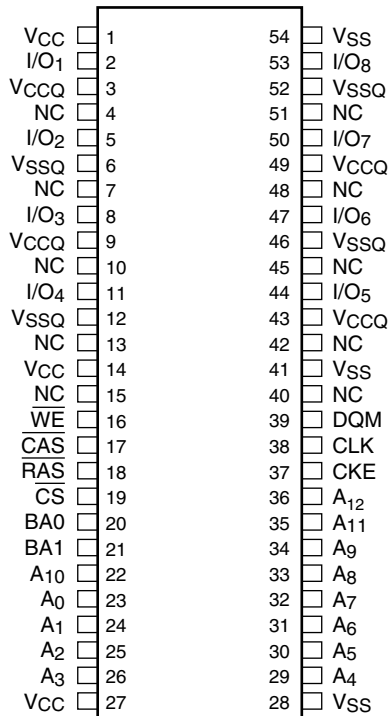 VCC 1 54 VSS
I/O1 2 53 I/O8
VCCQ 3 52 VSSQ
NC 4 51 NC
I/O2 5 50 I/O7
VSSQ 6 49 VCCQ
NC 7 48 NC
I/O3 8 47 I/O6
VCCQ 9 46 VSSQ
NC 10 45 NC
I/O4 11 44 I/O5
VSSQ 12 43 VCCQ
NC 13 42 NC
VCC 14 41 VSS
NC 15 40 NC
W̅E̅ 16 39 DQM
C̅A̅S̅ 17 38 CLK
R̅A̅S̅ 18 37 CKE
C̅S̅ 19 36 A12
BA0 20 35 A11
BA1 21 34 A9
A10 22 33 A8
A0 23 32 A7
A1 24 31 A6
A2 25 30 A5
A3 26 29 A4
VCC 27 28 VSS